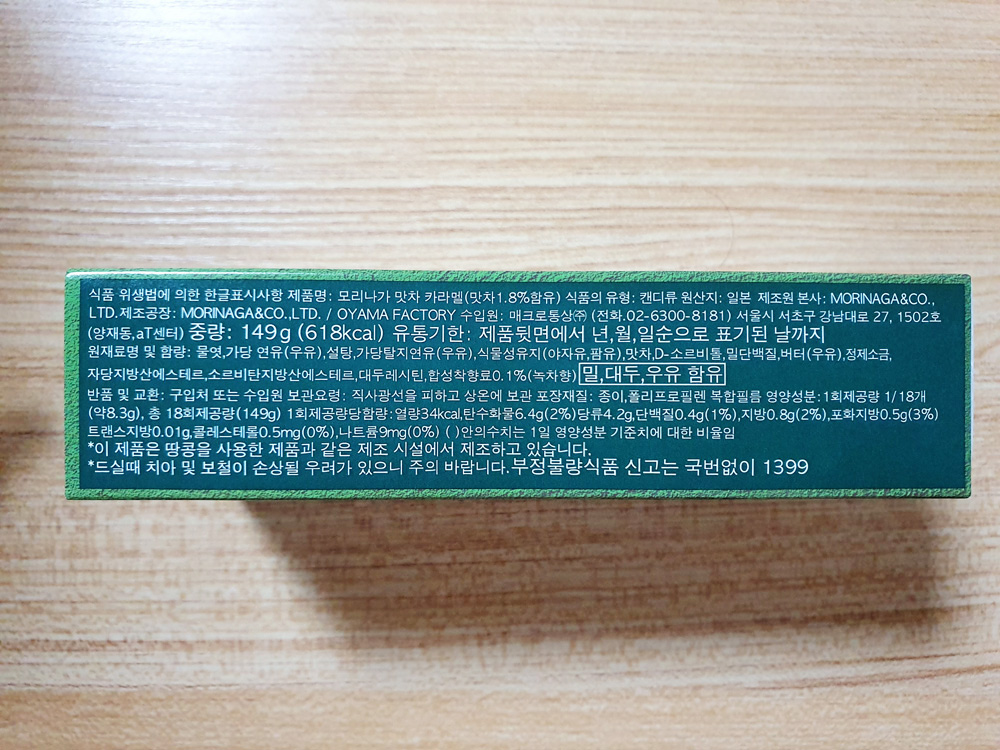 식품 위생법에 의한 한글표시사항 제품명: 모리나가 맛차 카라멜(맛차1.8%함유) 식품의 유형: 캔디류 원산지: 일본 제조원 본사: MORINAGA&CO.,
LTD.제조공장: MORINAGA&CO.,LTD. / OYAMA FACTORY 수입원: 매크로통상㈜ (전화.02-6300-8181) 서울시 서초구 강남대로 27, 1502호
(양재동,aT센터) 중량: 149g (618kcal) 유통기한: 제품뒷면에서 년,월,일순으로 표기된 날까지
원재료명 및 함량: 물엿,가당 연유(우유),설탕,가당탈지연유(우유),식물성유지(야자유,팜유),맛차,D-소르비톨,밀단백질,버터(우유),정제소금,
자당지방산에스테르,소르비탄지방산에스테르,대두레시틴,합성착향료0.1%(녹차향) 밀,대두,우유 함유
반품 및 교환: 구입처 또는 수입원 보관요령: 직사광선을 피하고 상온에 보관 포장재질: 종이,폴리프로필렌 복합필름 영양성분:1회제공량 1/18개
(약8.3g), 총 18회제공량(149g) 1회제공량당함량:열량34kcal,탄수화물6.4g(2%)당류4.2g,단백질0.4g(1%),지방0.8g(2%),포화지방0.5g(3%)
트랜스지방0.01g,콜레스테롤0.5mg(0%),나트륨9mg(0%) ( )안의수치는 1일 영양성분 기준치에 대한 비율임
*이 제품은 땅콩을 사용한 제품과 같은 제조 시설에서 제조하고 있습니다.
*드실때 치아 및 보철이 손상될 우려가 있으니 주의 바랍니다.부정불량식품 신고는 국번없이 1399